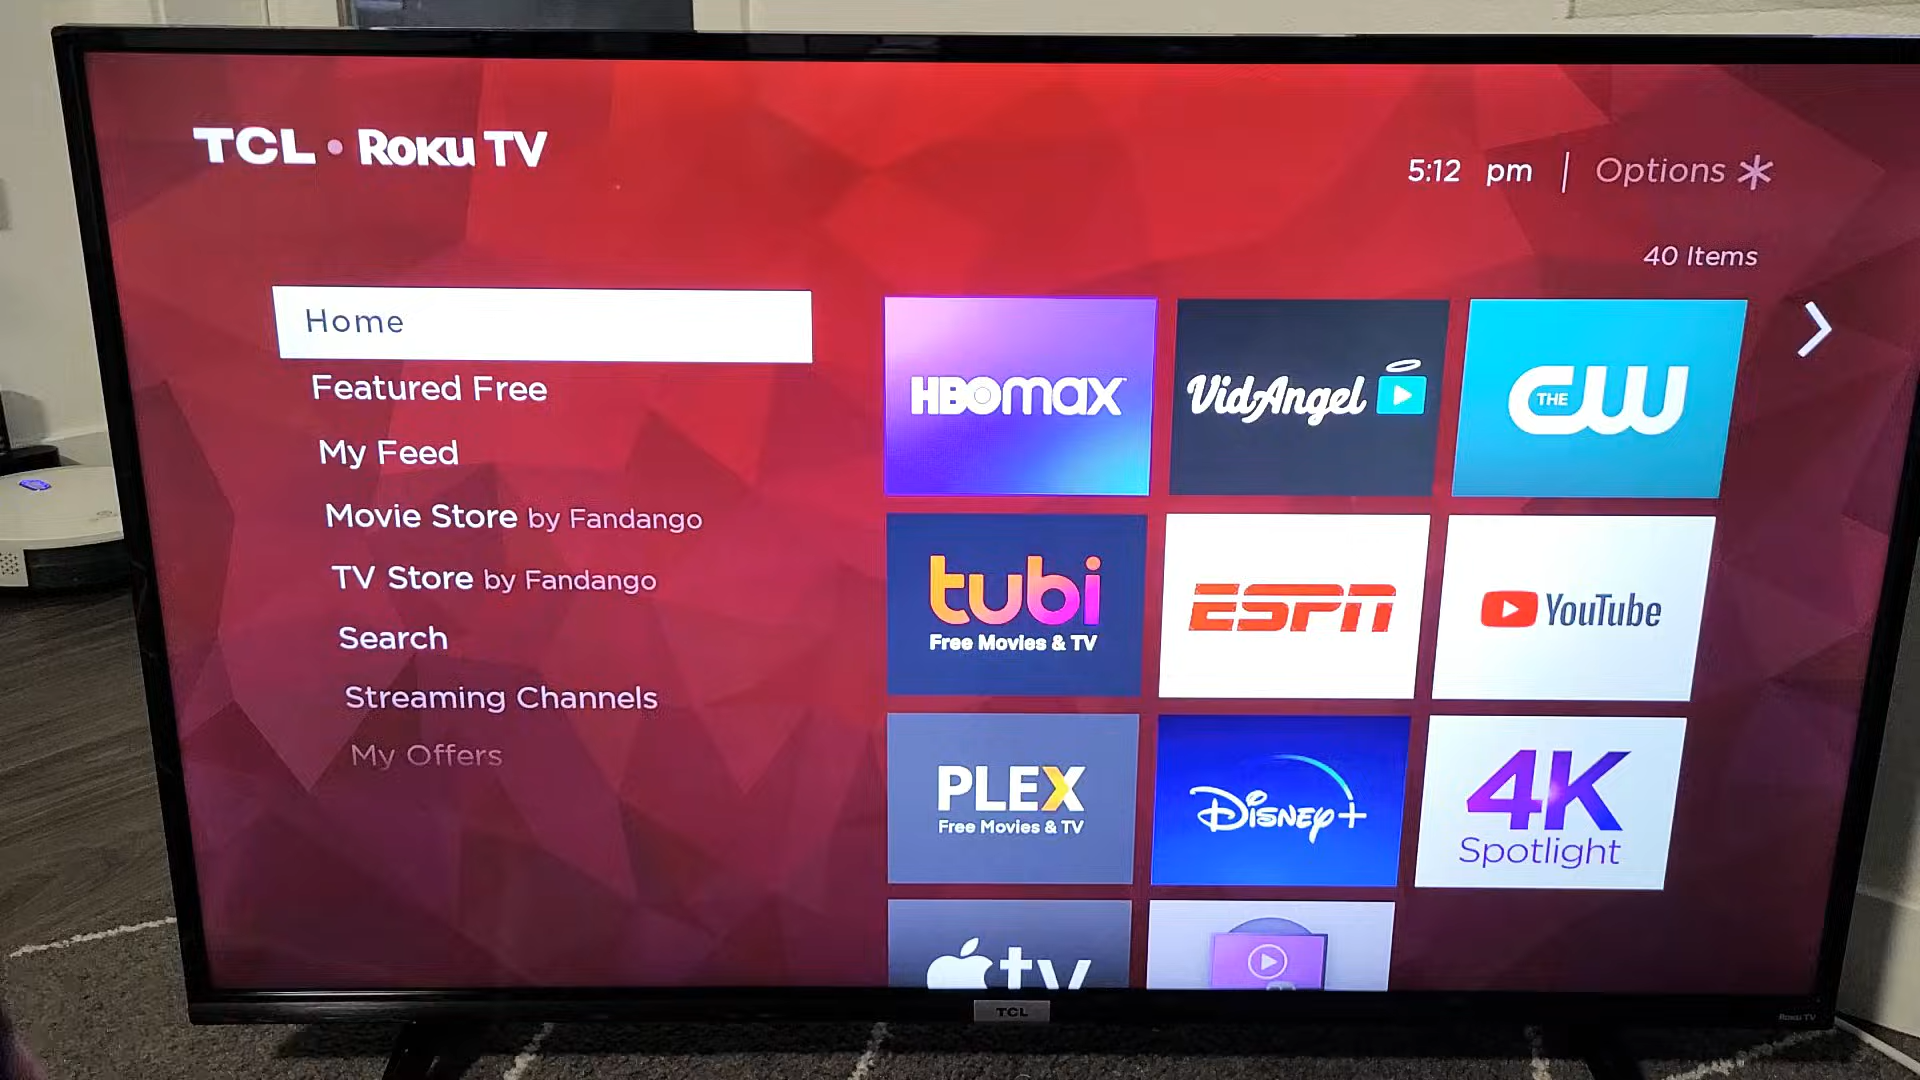 TCL • Roku TV
5:12 pm | Options *
40 Items
Home
Featured Free
My Feed
Movie Store by Fandango
TV Store by Fandango
Search
Streaming Channels
My Offers
HBOmax
VidAngel
THE CW
tubi
Free Movies & TV
ESPN
YouTube
PLEX
Free Movies & TV
Disney+
4K
Spotlight
tv
TCL
Roku TV